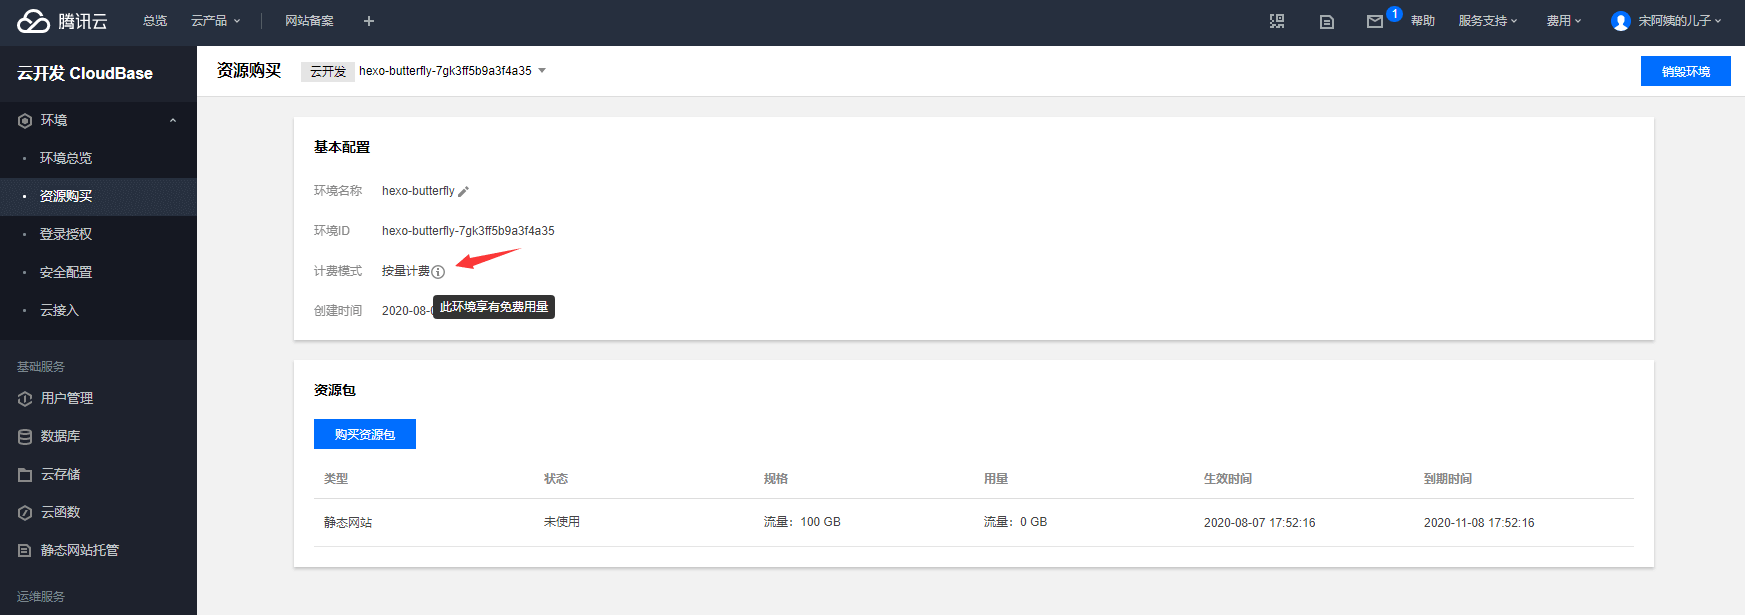 腾讯云 总览 云产品 网站备案 + 1 帮助 服务支持 费用 宋阿姨的儿子
云开发 CloudBase
资源购买 云开发 hexo-butterfly-7gk3ff5b9a3f4a35 销毁环境
环境
环境总览
资源购买
登录授权
安全配置
云接入
基础服务
用户管理
数据库
云存储
云函数
静态网站托管
运维服务
基本配置
环境名称 hexo-butterfly
环境ID hexo-butterfly-7gk3ff5b9a3f4a35
计费模式 按量计费
创建时间 2020-08-
此环境享有免费用量
资源包
购买资源包
类型 状态 规格 用量 生效时间 到期时间
静态网站 未使用 流量：100 GB 流量：0 GB 2020-08-07 17:52:16 2020-11-08 17:52:16